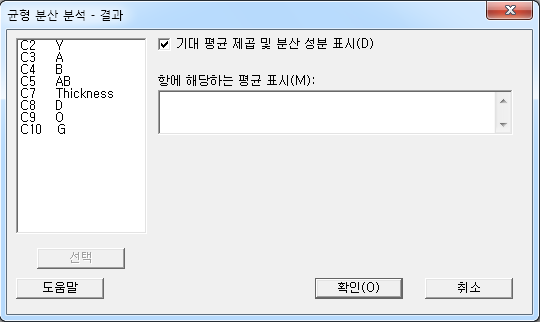 균형 분산 분석 - 결과
C2 Y
C3 A
C4 B
C5 AB
C7 Thickness
C8 D
C9 O
C10 G
기대 평균 제곱 및 분산 성분 표시(D)
항에 해당하는 평균 표시(M):
선택
도움말
확인(O)
취소